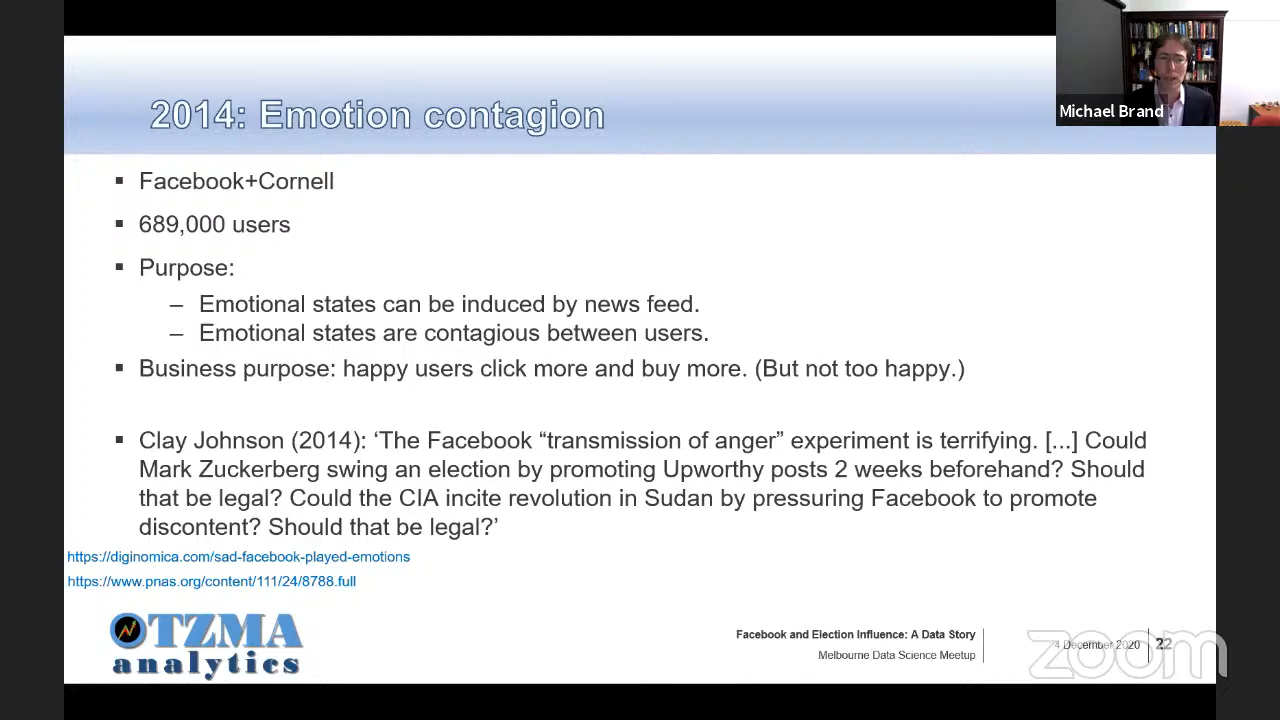 Michael Brand
2014: Emotion contagion
▪ Facebook+Cornell
▪ 689,000 users
▪ Purpose:
– Emotional states can be induced by news feed.
– Emotional states are contagious between users.
▪ Business purpose: happy users click more and buy more. (But not too happy.)
▪ Clay Johnson (2014): ‘The Facebook “transmission of anger” experiment is terrifying. [...] Could
Mark Zuckerberg swing an election by promoting Upworthy posts 2 weeks beforehand? Should
that be legal? Could the CIA incite revolution in Sudan by pressuring Facebook to promote
discontent? Should that be legal?’
https://diginomica.com/sad-facebook-played-emotions
https://www.pnas.org/content/111/24/8788.full
OTZMA
analytics
Facebook and Election Influence: A Data Story
Melbourne Data Science Meetup
4 December 2020
22
zoom